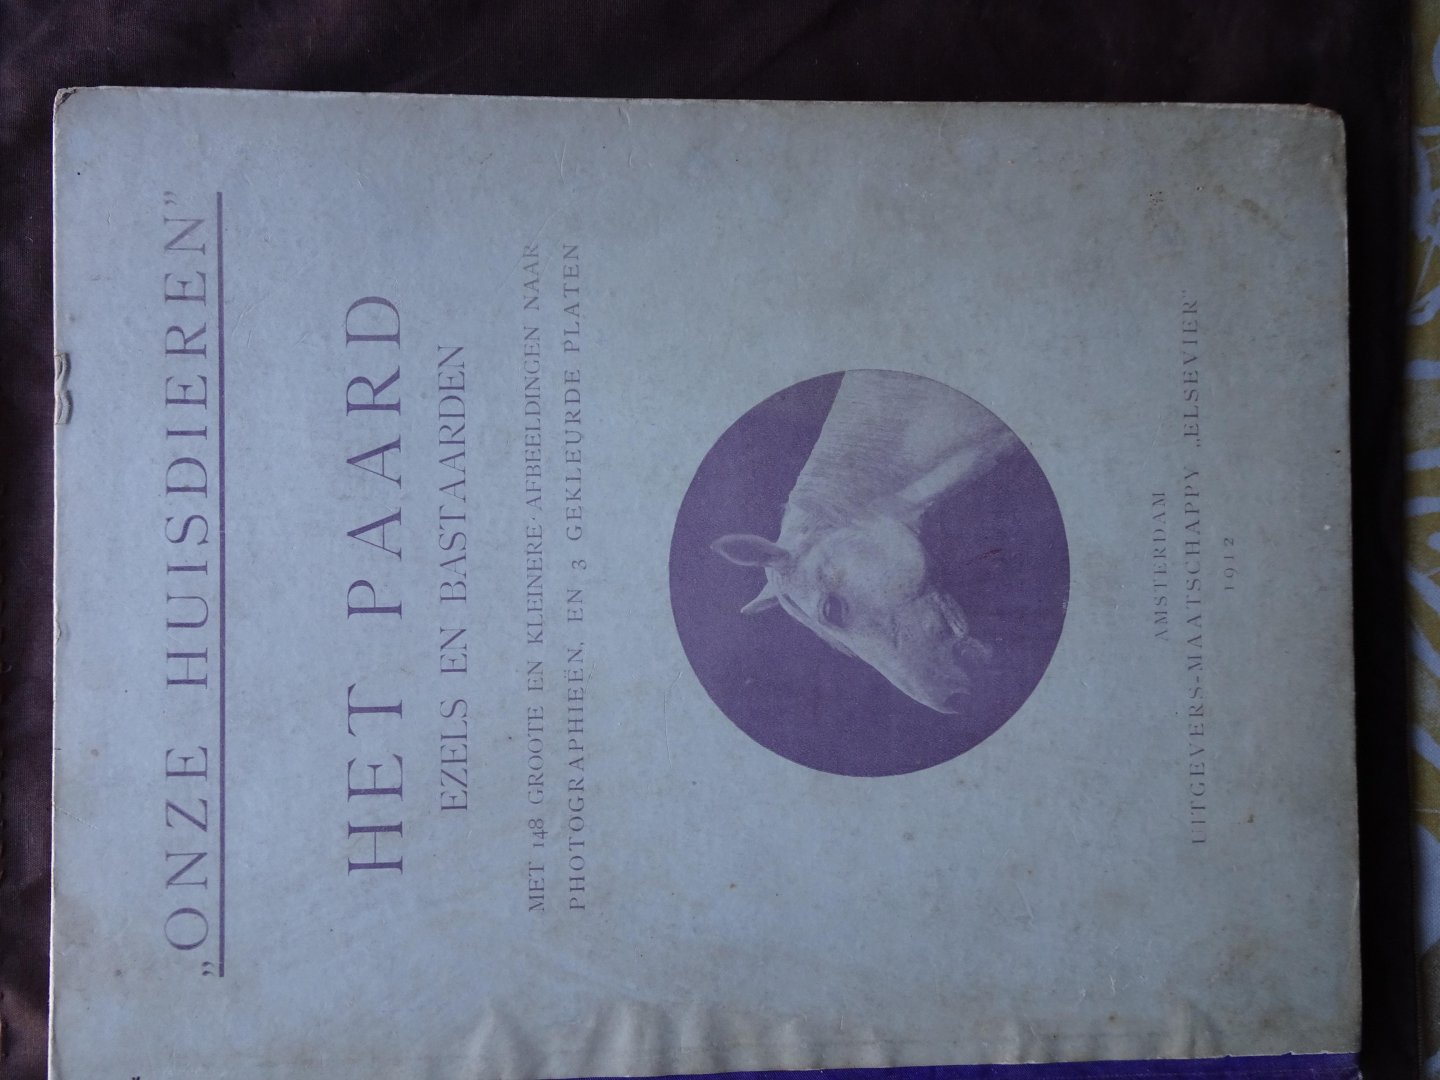 „ONZE HUISDIEREN”
HET PAARD
EZELS EN BASTAARDEN
MET 148 GROOTE EN KLEINERE AFBEELDINGEN NAAR
PHOTOGRAPHIEËN, EN 3 GEKLEURDE PLATEN
AMSTERDAM
UITGEVERS-MAATSCHAPPY „ELSEVIER”
1912